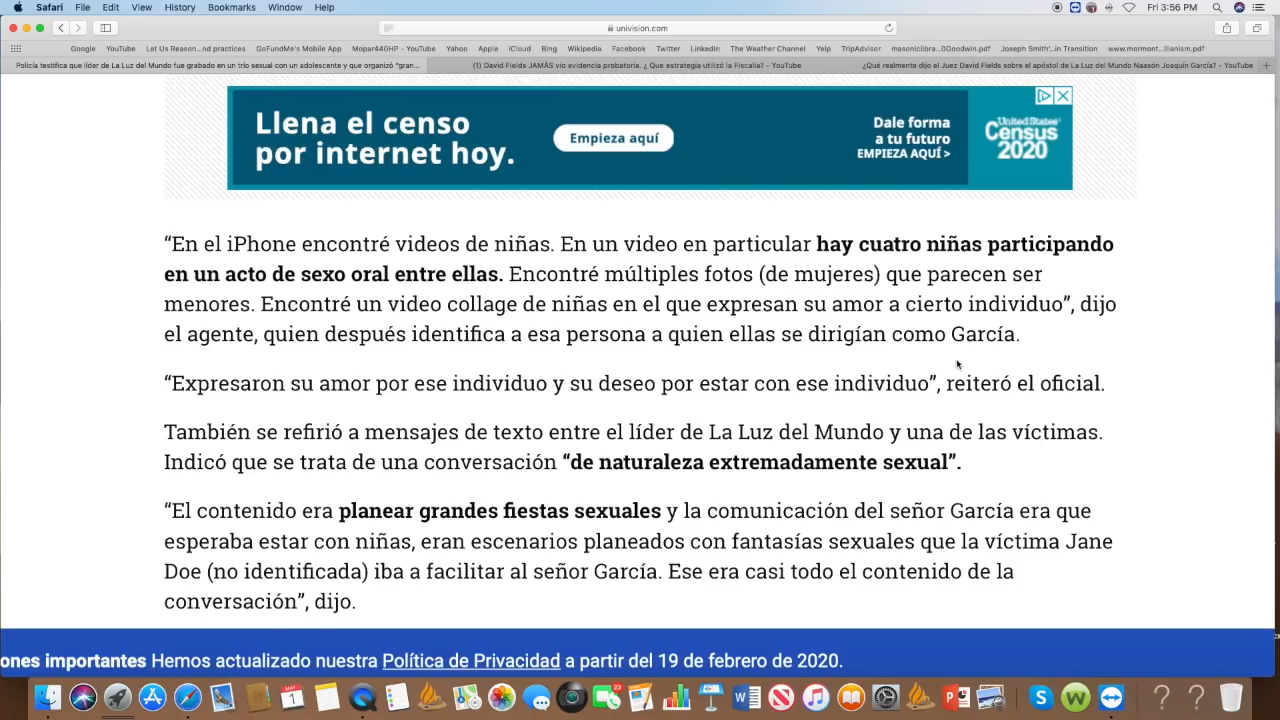 Safari File Edit View History Bookmarks Window Help Fri 3:56 PM
univision.com
Google YouTube Let Us Reason...nd practices GoFundMe's Mobile App Mopar440HP - YouTube Yahoo Apple iCloud Bing Wikipedia Facebook Twitter LinkedIn The Weather Channel Yelp TripAdvisor masoniclibra...0Goodwin.pdf Joseph Smith'...in Transition www.mormont...llianism.pdf
Policía testifica que líder de La Luz del Mundo fue grabado en un trío sexual con un adolescente y que organizó "gran... (1) David Fields JAMÁS vio evidencia probatoria. ¿ Que estrategia utilizó la Fiscalía? - YouTube ¿Qué realmente dijo el Juez David Fields sobre el apóstol de La Luz del Mundo Naasón Joaquín García? - YouTube
Llena el censo
por internet hoy.
Empieza aquí
Dale forma
a tu futuro
EMPIEZA AQUÍ >
United States®
Census
2020
“En el iPhone encontré videos de niñas. En un video en particular hay cuatro niñas participando
en un acto de sexo oral entre ellas. Encontré múltiples fotos (de mujeres) que parecen ser
menores. Encontré un video collage de niñas en el que expresan su amor a cierto individuo”, dijo
el agente, quien después identifica a esa persona a quien ellas se dirigían como García.
“Expresaron su amor por ese individuo y su deseo por estar con ese individuo”, reiteró el oficial.
También se refirió a mensajes de texto entre el líder de La Luz del Mundo y una de las víctimas.
Indicó que se trata de una conversación “de naturaleza extremadamente sexual”.
“El contenido era planear grandes fiestas sexuales y la comunicación del señor García era que
esperaba estar con niñas, eran escenarios planeados con fantasías sexuales que la víctima Jane
Doe (no identificada) iba a facilitar al señor García. Ese era casi todo el contenido de la
conversación”, dijo.
ones importantes Hemos actualizado nuestra Política de Privacidad a partir del 19 de febrero de 2020.